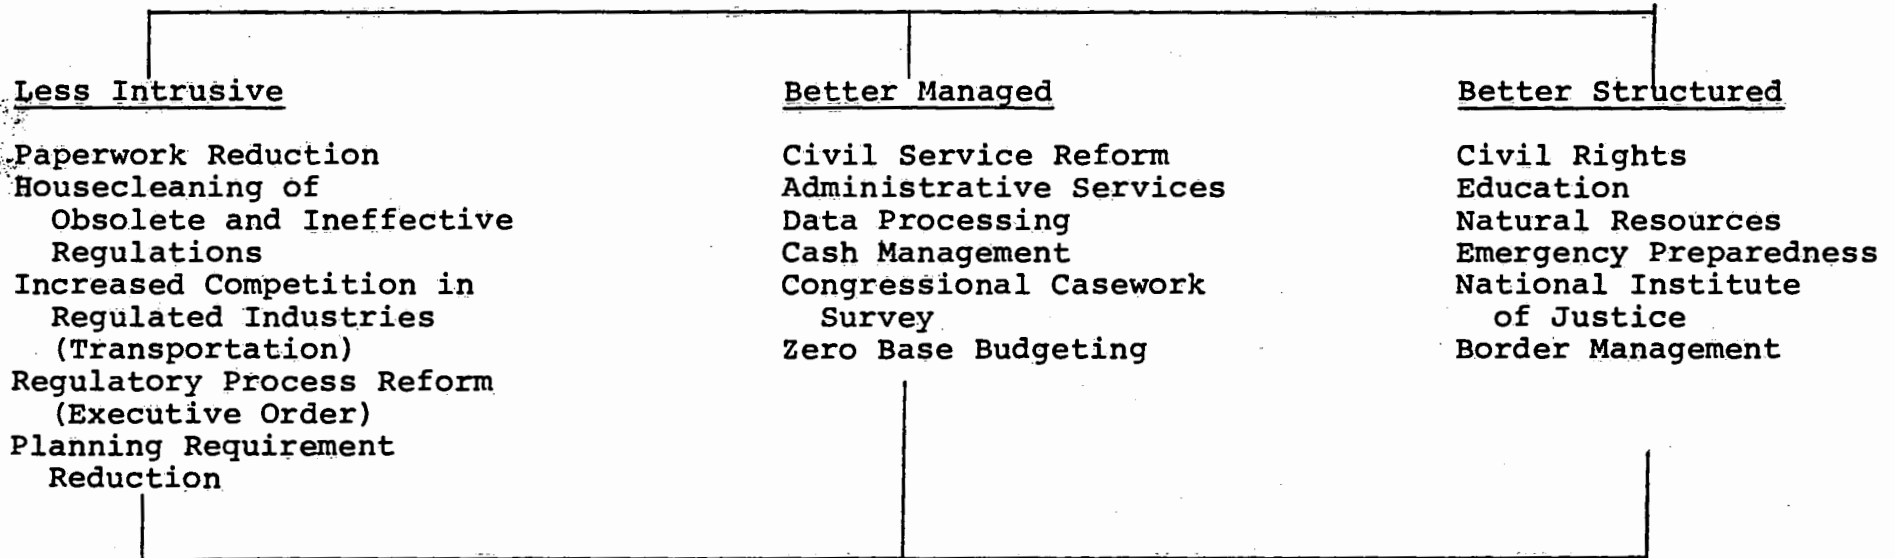 Less Intrusive
Paperwork Reduction
Housecleaning of
Obsolete and Ineffective
Regulations
Increased Competition in
Regulated Industries
(Transportation)
Regulatory Process Reform
(Executive Order)
Planning Requirement
Reduction
Better Managed
Civil Service Reform
Administrative Services
Data Processing
Cash Management
Congressional Casework
Survey
Zero Base Budgeting
Better Structured
Civil Rights
Education
Natural Resources
Emergency Preparedness
National Institute
of Justice
Border Management